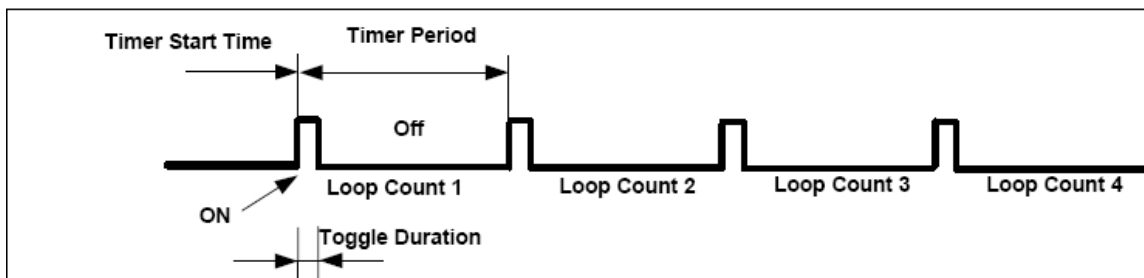 Timer Start Time
Timer Period
Off
Loop Count 1
Loop Count 2
Loop Count 3
Loop Count 4
ON
Toggle Duration